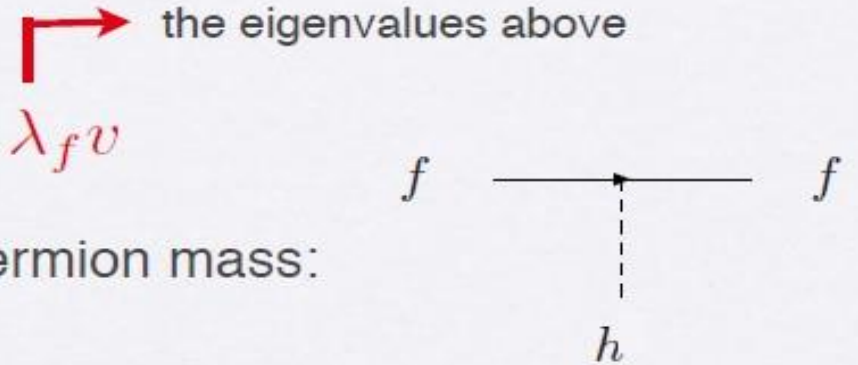 the eigenvalues above
λ_f v
f f
ermion mass:
h